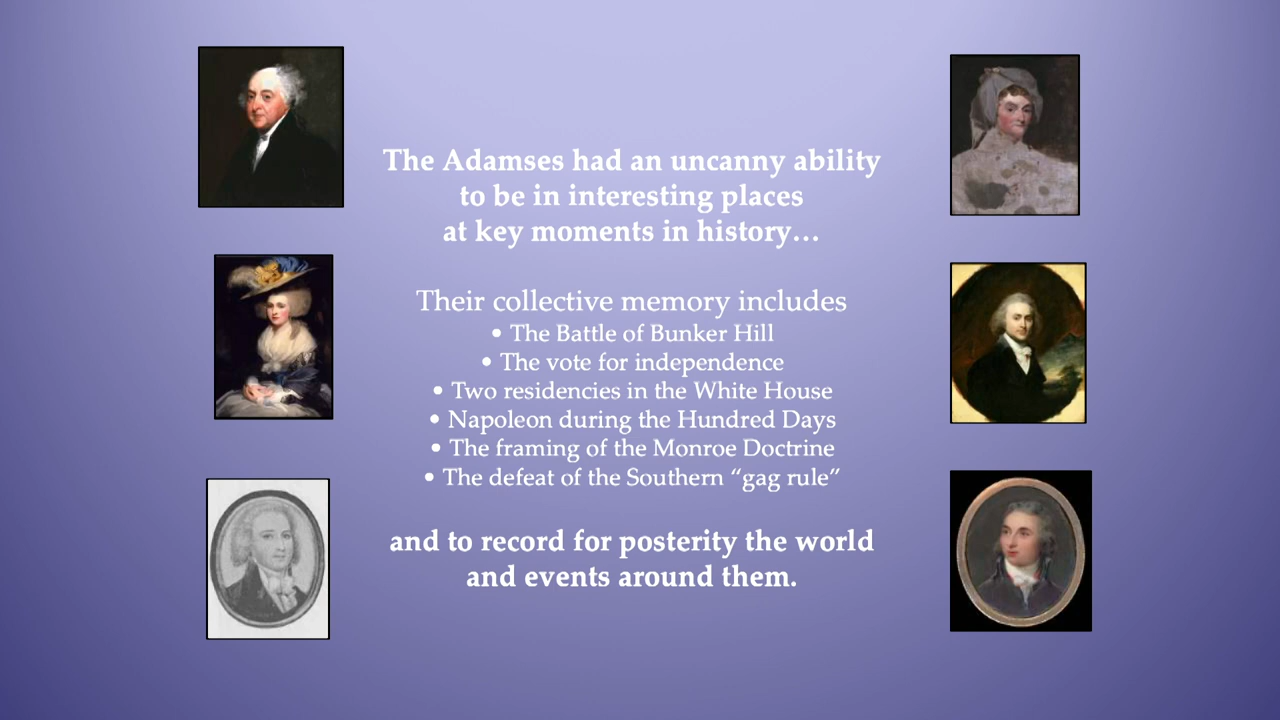 The Adamses had an uncanny ability
to be in interesting places
at key moments in history…
Their collective memory includes
• The Battle of Bunker Hill
• The vote for independence
• Two residencies in the White House
• Napoleon during the Hundred Days
• The framing of the Monroe Doctrine
• The defeat of the Southern “gag rule”
and to record for posterity the world
and events around them.